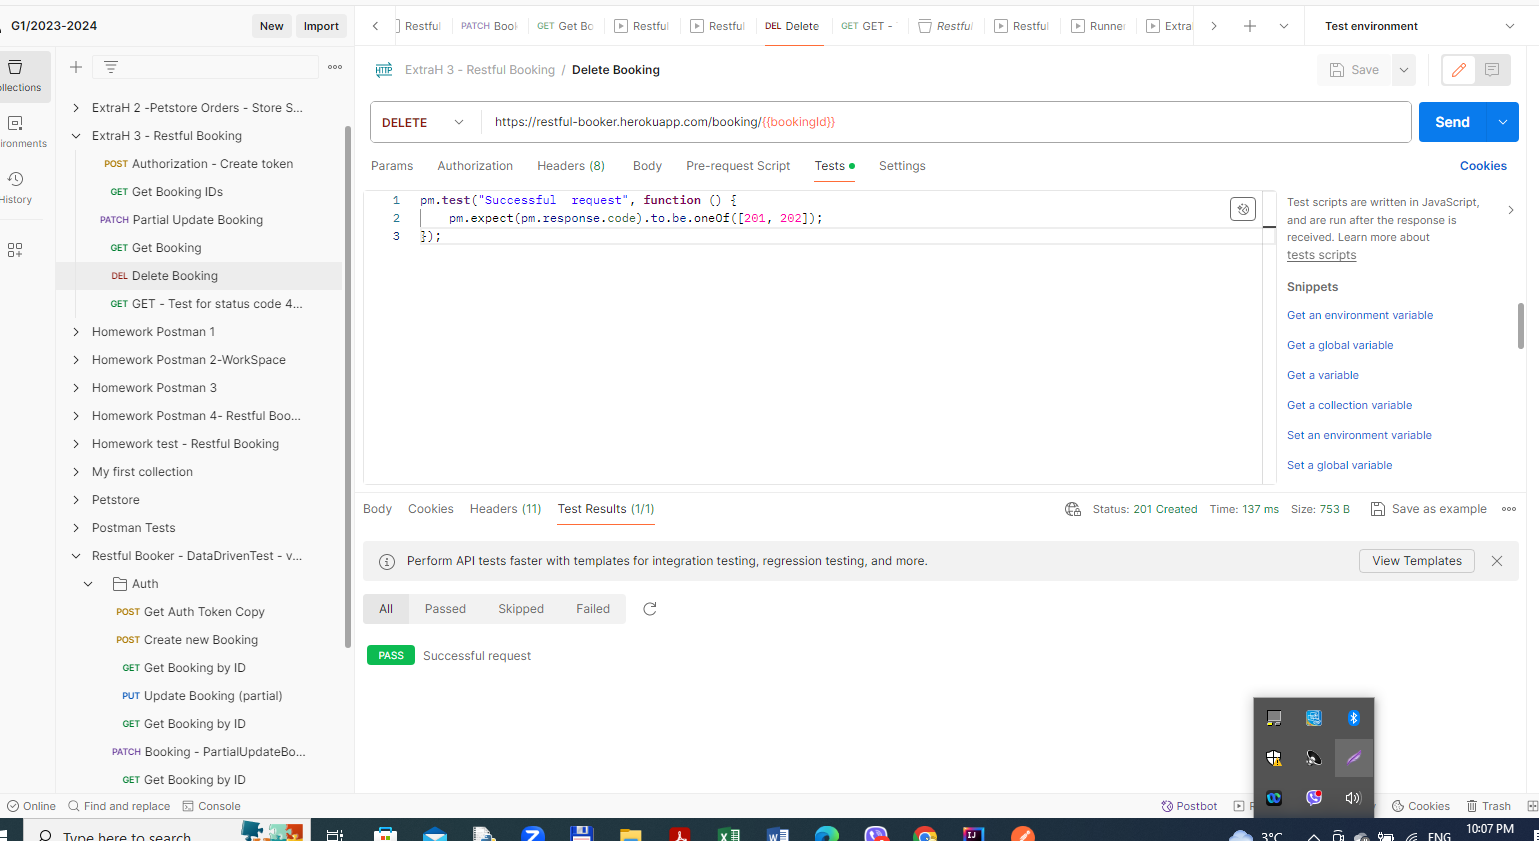 G1/2023-2024
New
Import
Restful
PATCH Book
GET Get Bo
Restful
Restful
DEL Delete
GET GET -
Restful
Restful
Runne
Extra
Test environment
ExtraH 3 - Restful Booking / Delete Booking
Save
DELETE
https://restful-booker.herokuapp.com/booking/{{bookingId}}
Send
Params
Authorization
Headers (8)
Body
Pre-request Script
Tests
Settings
Cookies
1 pm.test("Successful  request", function () {
2     pm.expect(pm.response.code).to.be.oneOf([201, 202]);
3 });
Test scripts are written in JavaScript,
and are run after the response is
received. Learn more about
tests scripts
Snippets
Get an environment variable
Get a global variable
Get a variable
Get a collection variable
Set an environment variable
Set a global variable
ollections
ironments
History
ExtraH 2 -Petstore Orders - Store S...
ExtraH 3 - Restful Booking
POST Authorization - Create token
GET Get Booking IDs
PATCH Partial Update Booking
GET Get Booking
DEL Delete Booking
GET GET - Test for status code 4...
Homework Postman 1
Homework Postman 2-WorkSpace
Homework Postman 3
Homework Postman 4- Restful Boo...
Homework test - Restful Booking
My first collection
Petstore
Postman Tests
Restful Booker - DataDrivenTest - v...
Auth
POST Get Auth Token Copy
POST Create new Booking
GET Get Booking by ID
PUT Update Booking (partial)
GET Get Booking by ID
PATCH Booking - PartialUpdateBo...
GET Get Booking by ID
Body
Cookies
Headers (11)
Test Results (1/1)
Status: 201 Created
Time: 137 ms
Size: 753 B
Save as example
Perform API tests faster with templates for integration testing, regression testing, and more.
View Templates
All
Passed
Skipped
Failed
PASS Successful request
Online
Find and replace
Console
Postbot
Cookies
Trash
Type here to search
3°C
ENG
10:07 PM